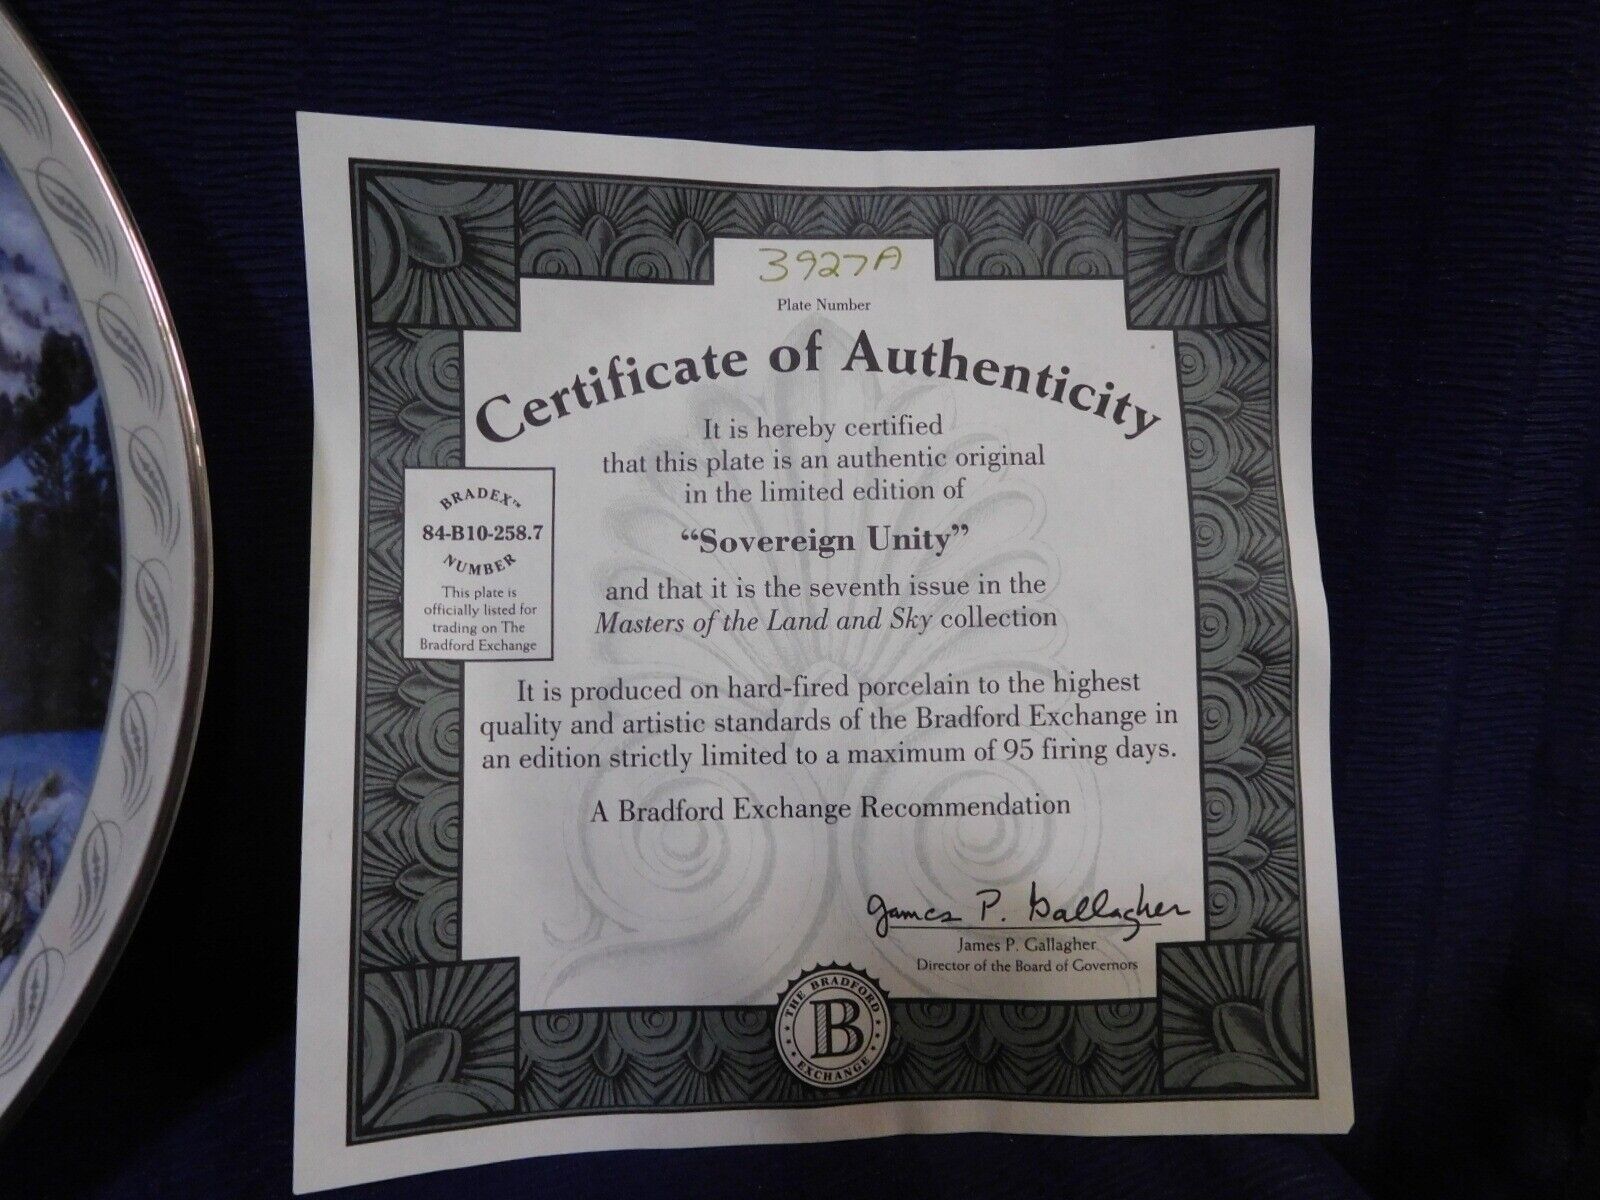 3927A
Plate Number
Certificate of Authenticity
It is hereby certified
that this plate is an authentic original
in the limited edition of
“Sovereign Unity”
and that it is the seventh issue in the
Masters of the Land and Sky collection
BRADEX™
84-B10-258.7
NUMBER
This plate is
officially listed for
trading on The
Bradford Exchange
It is produced on hard-fired porcelain to the highest
quality and artistic standards of the Bradford Exchange in
an edition strictly limited to a maximum of 95 firing days.
A Bradford Exchange Recommendation
James P. Gallagher
James P. Gallagher
Director of the Board of Governors
THE BRADFORD
B
EXCHANGE